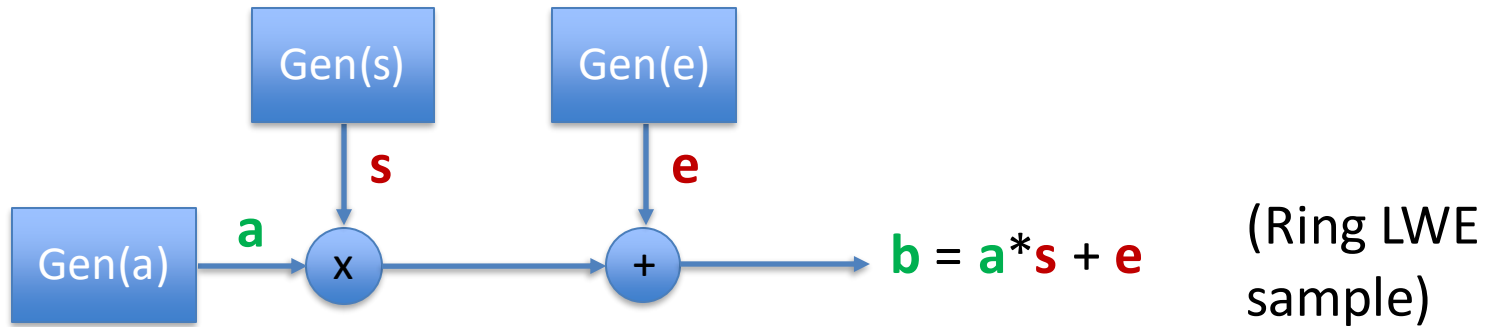 Gen(s)
Gen(e)
s
e
Gen(a)
a
x
+
b = a*s + e
(Ring LWE
sample)